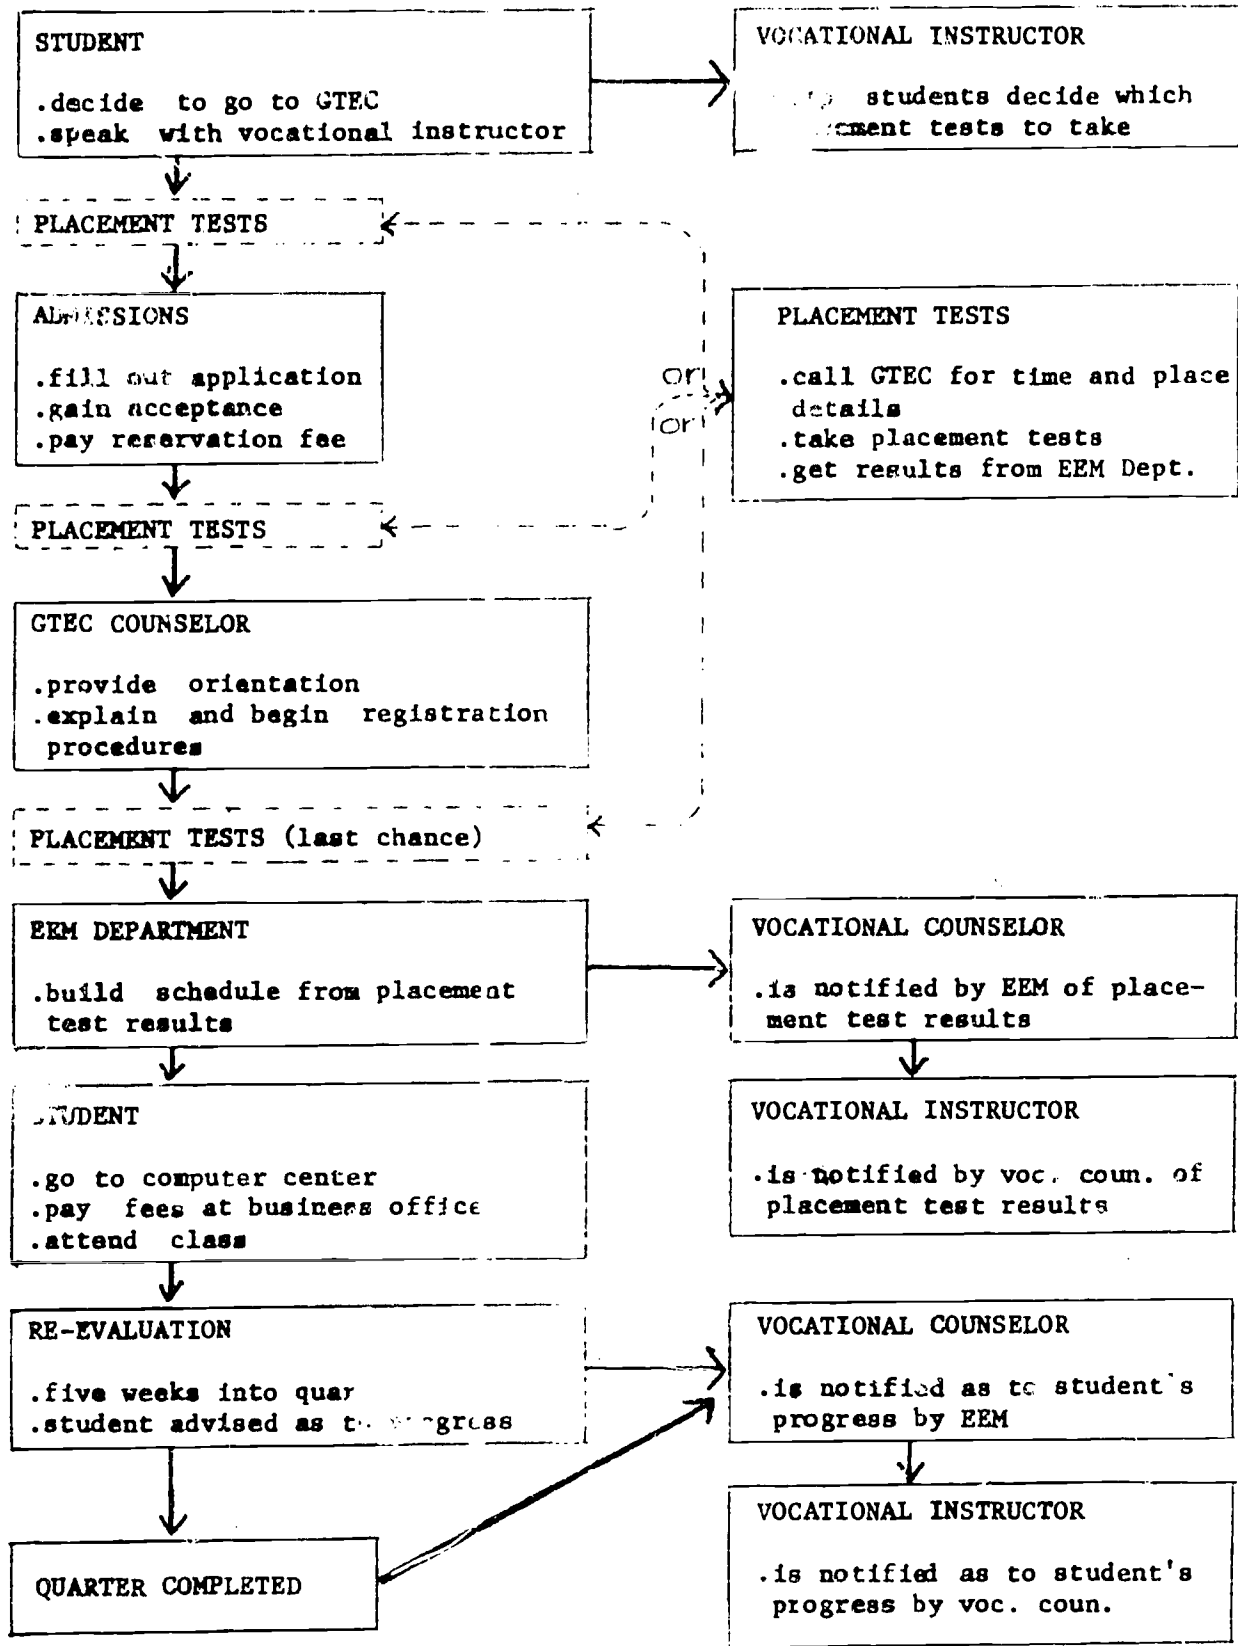 STUDENT
.decide to go to GTEC
.speak with vocational instructor
VOCATIONAL INSTRUCTOR
students decide which
tests to take
PLACEMENT TESTS
ADMISSIONS
.fill out application
.gain acceptance
.pay reservation fee
or
or
PLACEMENT TESTS
.call GTEC for time and place
details
.take placement tests
.get results from EEM Dept.
PLACEMENT TESTS
GTEC COUNSELOR
.provide orientation
.explain and begin registration
procedures
PLACEMENT TESTS (last chance)
EEM DEPARTMENT
.build schedule from placement
test results
VOCATIONAL COUNSELOR
.is notified by EEM of place-
ment test results
STUDENT
.go to computer center
.pay fees at business office
.attend class
VOCATIONAL INSTRUCTOR
.is notified by voc. coun. of
placement test results
RE-EVALUATION
.five weeks into quar
.student advised as to progress
VOCATIONAL COUNSELOR
.is notified as to student's
progress by EEM
QUARTER COMPLETED
VOCATIONAL INSTRUCTOR
.is notified as to student's
progress by voc. coun.